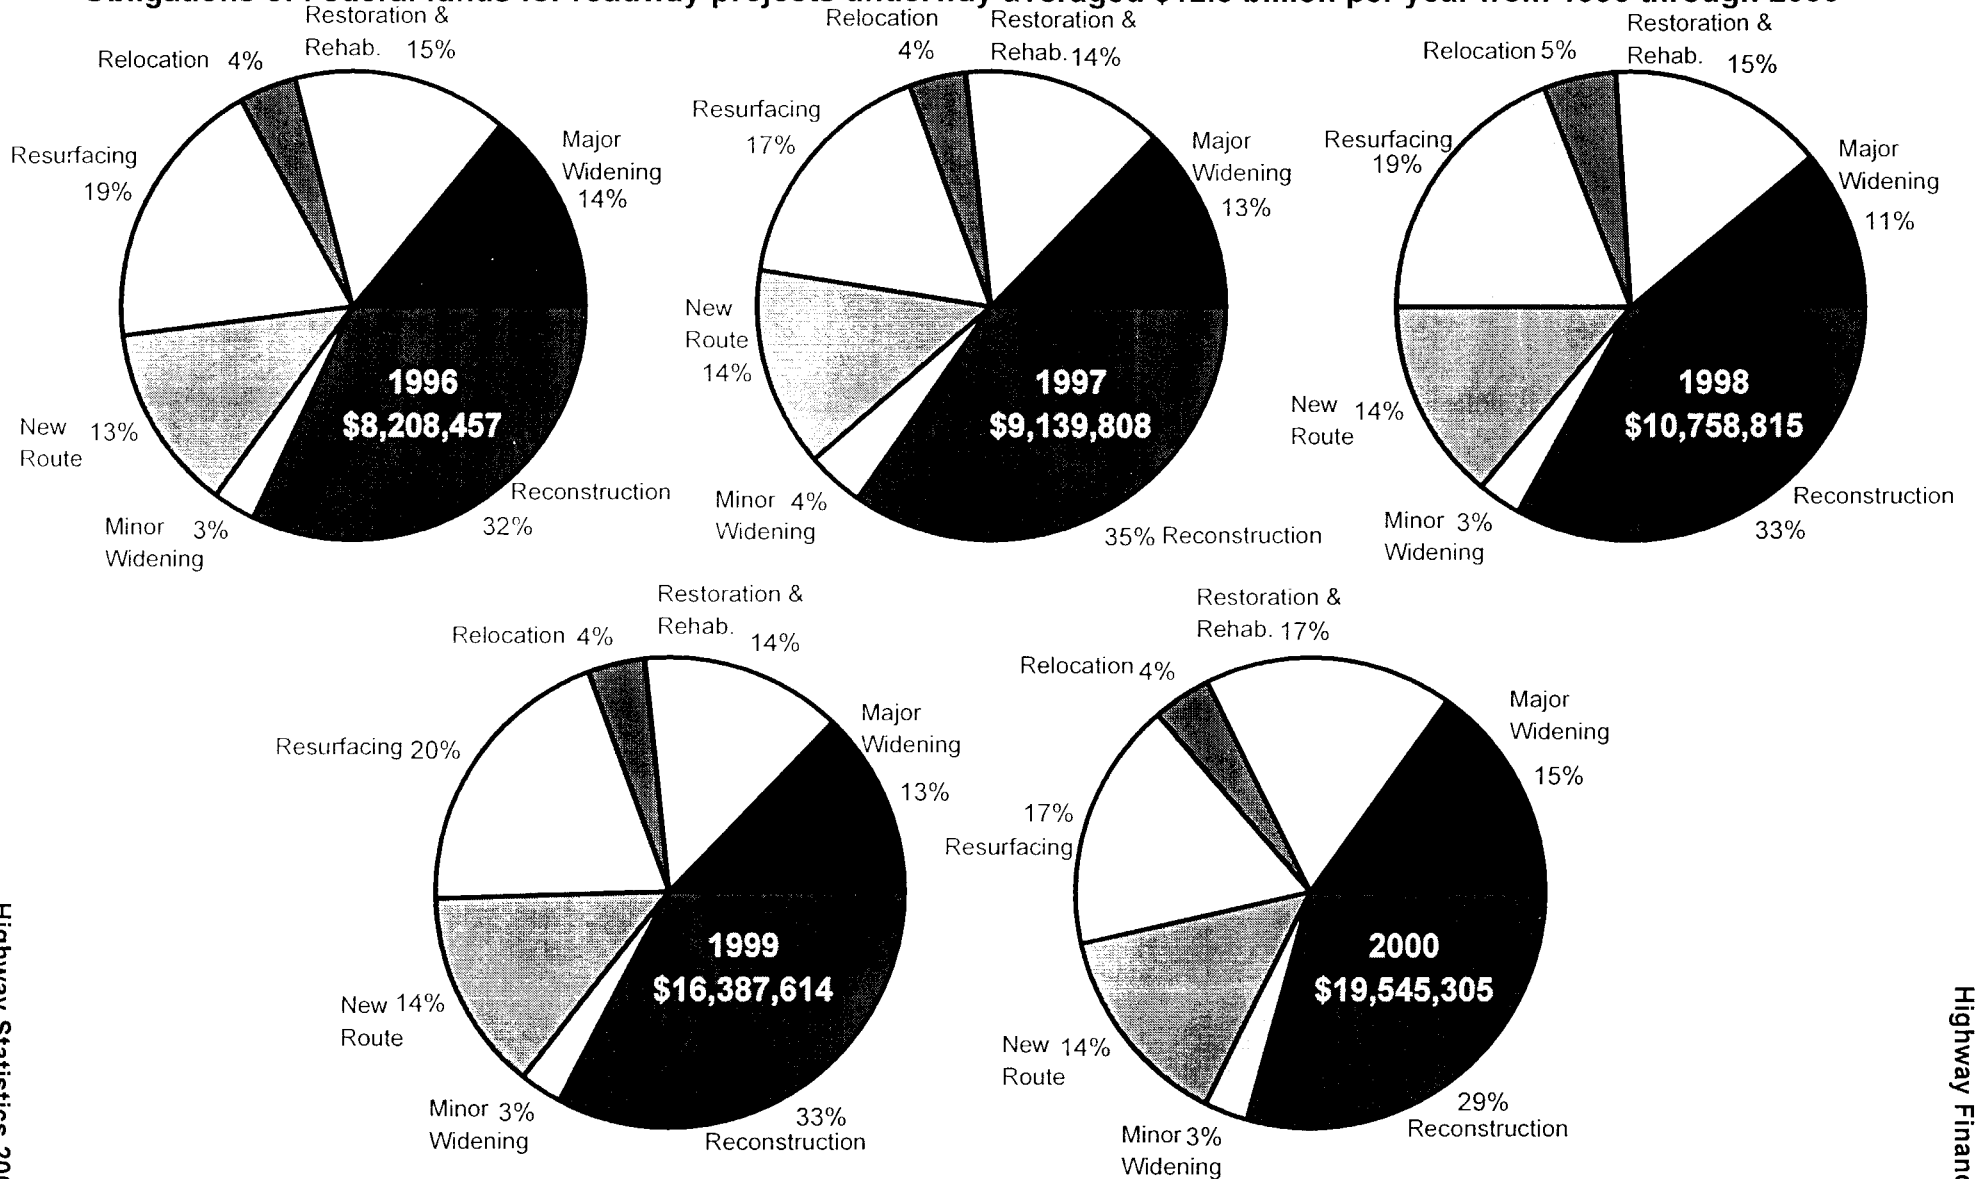 Restoration &
Rehab. 15%
Relocation 4%
Major
Widening
14%
Resurfacing
19%
1996
$8,208,457
New 13%
Route
Reconstruction
32%
Minor 3%
Widening
Relocation
4%
Restoration &
Rehab. 14%
Resurfacing
17%
Major
Widening
13%
New
Route
14%
1997
$9,139,808
Minor 4%
Widening
35% Reconstruction
Relocation 5%
Restoration &
Rehab. 15%
Resurfacing
19%
Major
Widening
11%
1998
$10,758,815
New 14%
Route
Reconstruction
33%
Minor 3%
Widening
Restoration &
Rehab. 14%
Relocation 4%
Major
Widening
13%
Resurfacing 20%
1999
$16,387,614
New 14%
Route
Minor 3%
Widening
33%
Reconstruction
Restoration &
Rehab. 17%
Relocation 4%
Major
Widening
15%
17%
Resurfacing
2000
$19,545,305
New 14%
Route
29%
Reconstruction
Minor 3%
Widening
Highway Statistics
Highway